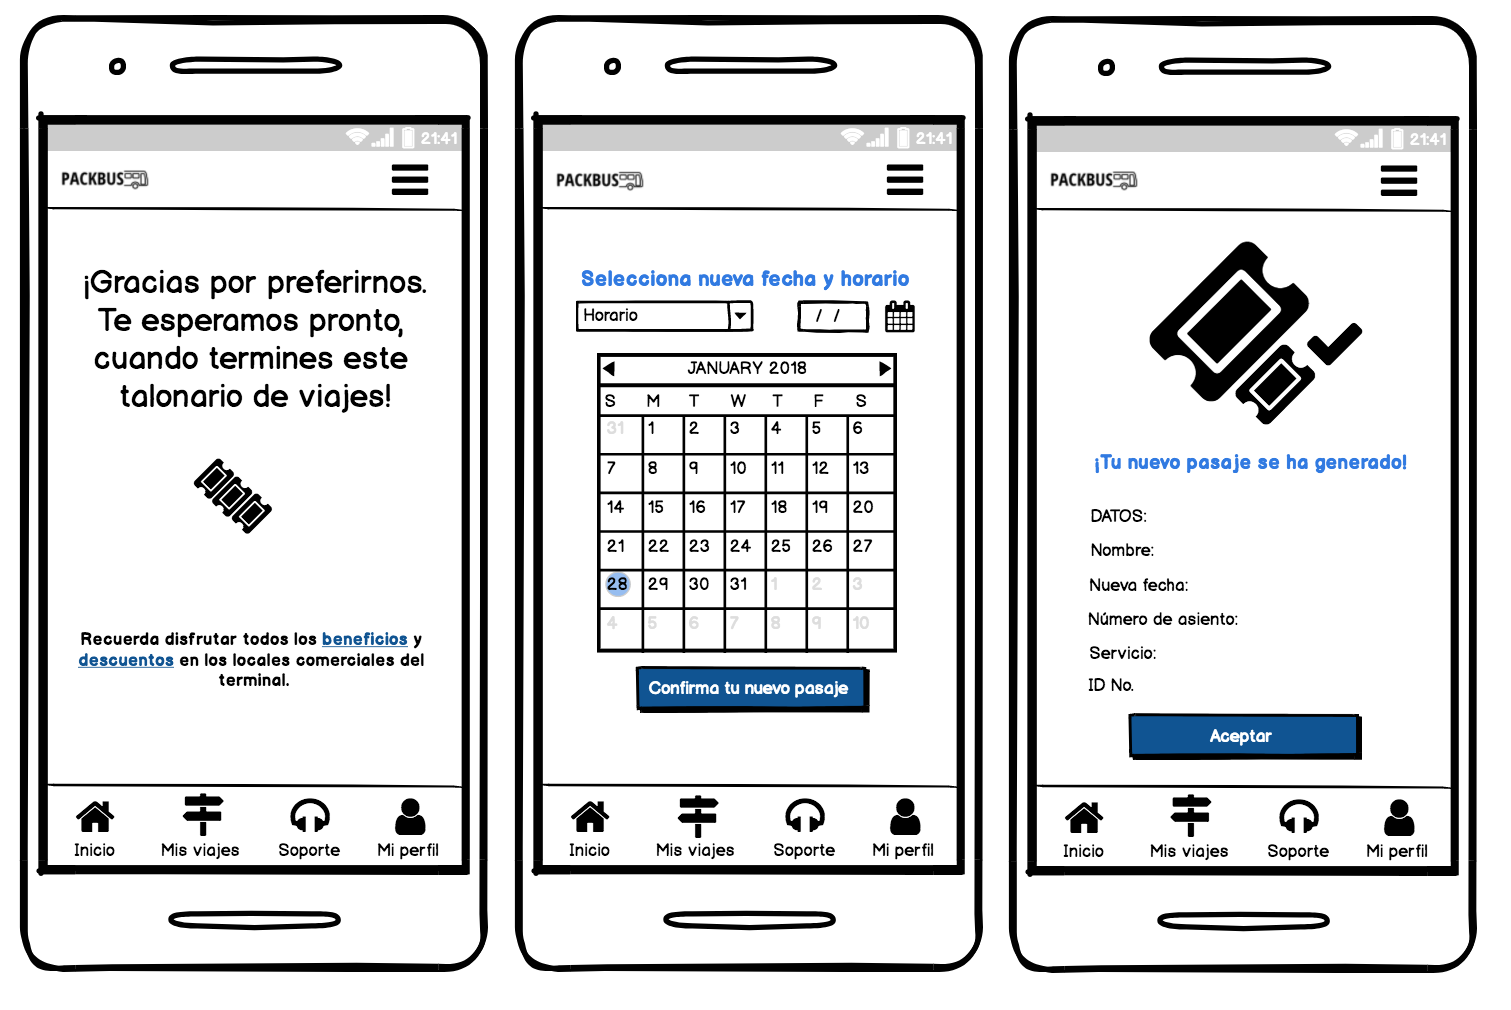 21:41
PACKBUS
¡Gracias por preferirnos.
Te esperamos pronto,
cuando termines este
talonario de viajes!
Recuerda disfrutar todos los beneficios y
descuentos en los locales comerciales del
terminal.
Inicio Mis viajes Soporte Mi perfil
21:41
PACKBUS
Selecciona nueva fecha y horario
Horario / /
JANUARY 2018
S M T W T F S
31 1 2 3 4 5 6
7 8 9 10 11 12 13
14 15 16 17 18 19 20
21 22 23 24 25 26 27
28 29 30 31 1 2 3
4 5 6 7 8 9 10
Confirma tu nuevo pasaje
Inicio Mis viajes Soporte Mi perfil
21:41
PACKBUS
¡Tu nuevo pasaje se ha generado!
DATOS:
Nombre:
Nueva fecha:
Número de asiento:
Servicio:
ID No.
Aceptar
Inicio Mis viajes Soporte Mi perfil